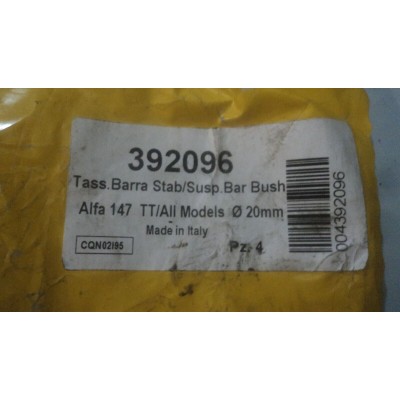 392096
Tass.Barra Stab/Susp.Bar Bush
Alfa 147 TT/All Models Ø 20mm
Made in Italy
CQN02I95
Pz. 4
004392096